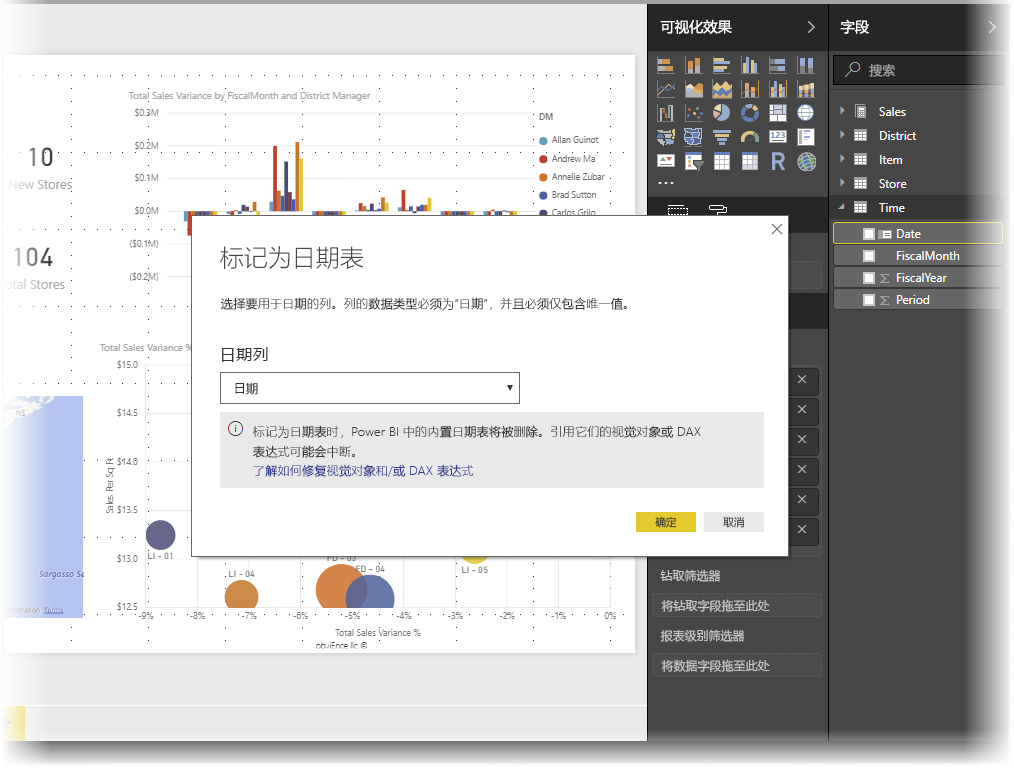 可视化效果
字段
搜索
Sales
District
Item
Store
Time
Date
FiscalMonth
FiscalYear
Period
Total Sales Variance by FiscalMonth and District Manager
$0.3M
$0.2M
$0.1M
$0.0M
($0.1M)
($0.2M)
DM
Allan Guinot
Andrew Ma
Annelie Zubar
Brad Sutton
Carlos Grilo
10
New Stores
104
otal Stores
标记为日期表
选择要用于日期的列。列的数据类型必须为“日期”，并且必须仅包含唯一值。
日期列
日期
标记为日期表时，Power BI 中的内置日期表将被删除。引用它们的视觉对象或 DAX
表达式可能会中断。
了解如何修复视觉对象和/或 DAX 表达式
确定
取消
Total Sales Variance %
$15.0
$14.5
$14.0
$13.5
$13.0
$12.5
Sales Per Sq Ft
LI - 01
LI - 04
FD - 03
FD - 04
LI - 05
-9%
-8%
-7%
-6%
-5%
-4%
-3%
-2%
-1%
0%
Total Sales Variance %
obviEnce llc ©
NS
Sargasso Se
orporation
Terms
123
R
钻取筛选器
将钻取字段拖至此处
报表级别筛选器
将数据字段拖至此处